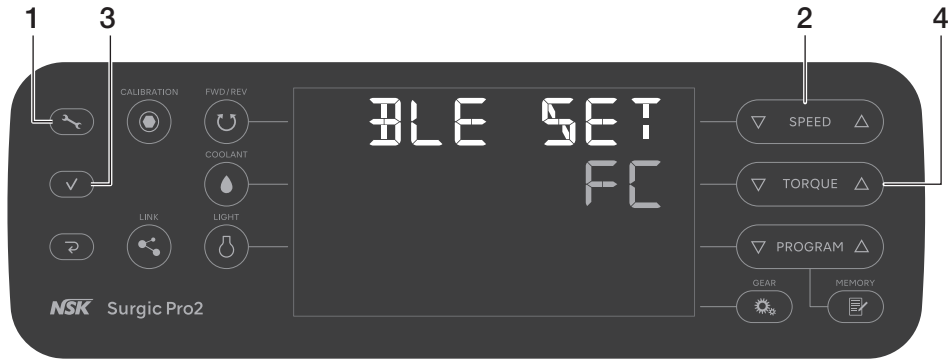 1 3 2 4
CALIBRATION FWD/REV
BLE SET
SPEED
COOLANT
FC
TORQUE
LINK LIGHT
PROGRAM
GEAR MEMORY
NSK Surgic Pro2